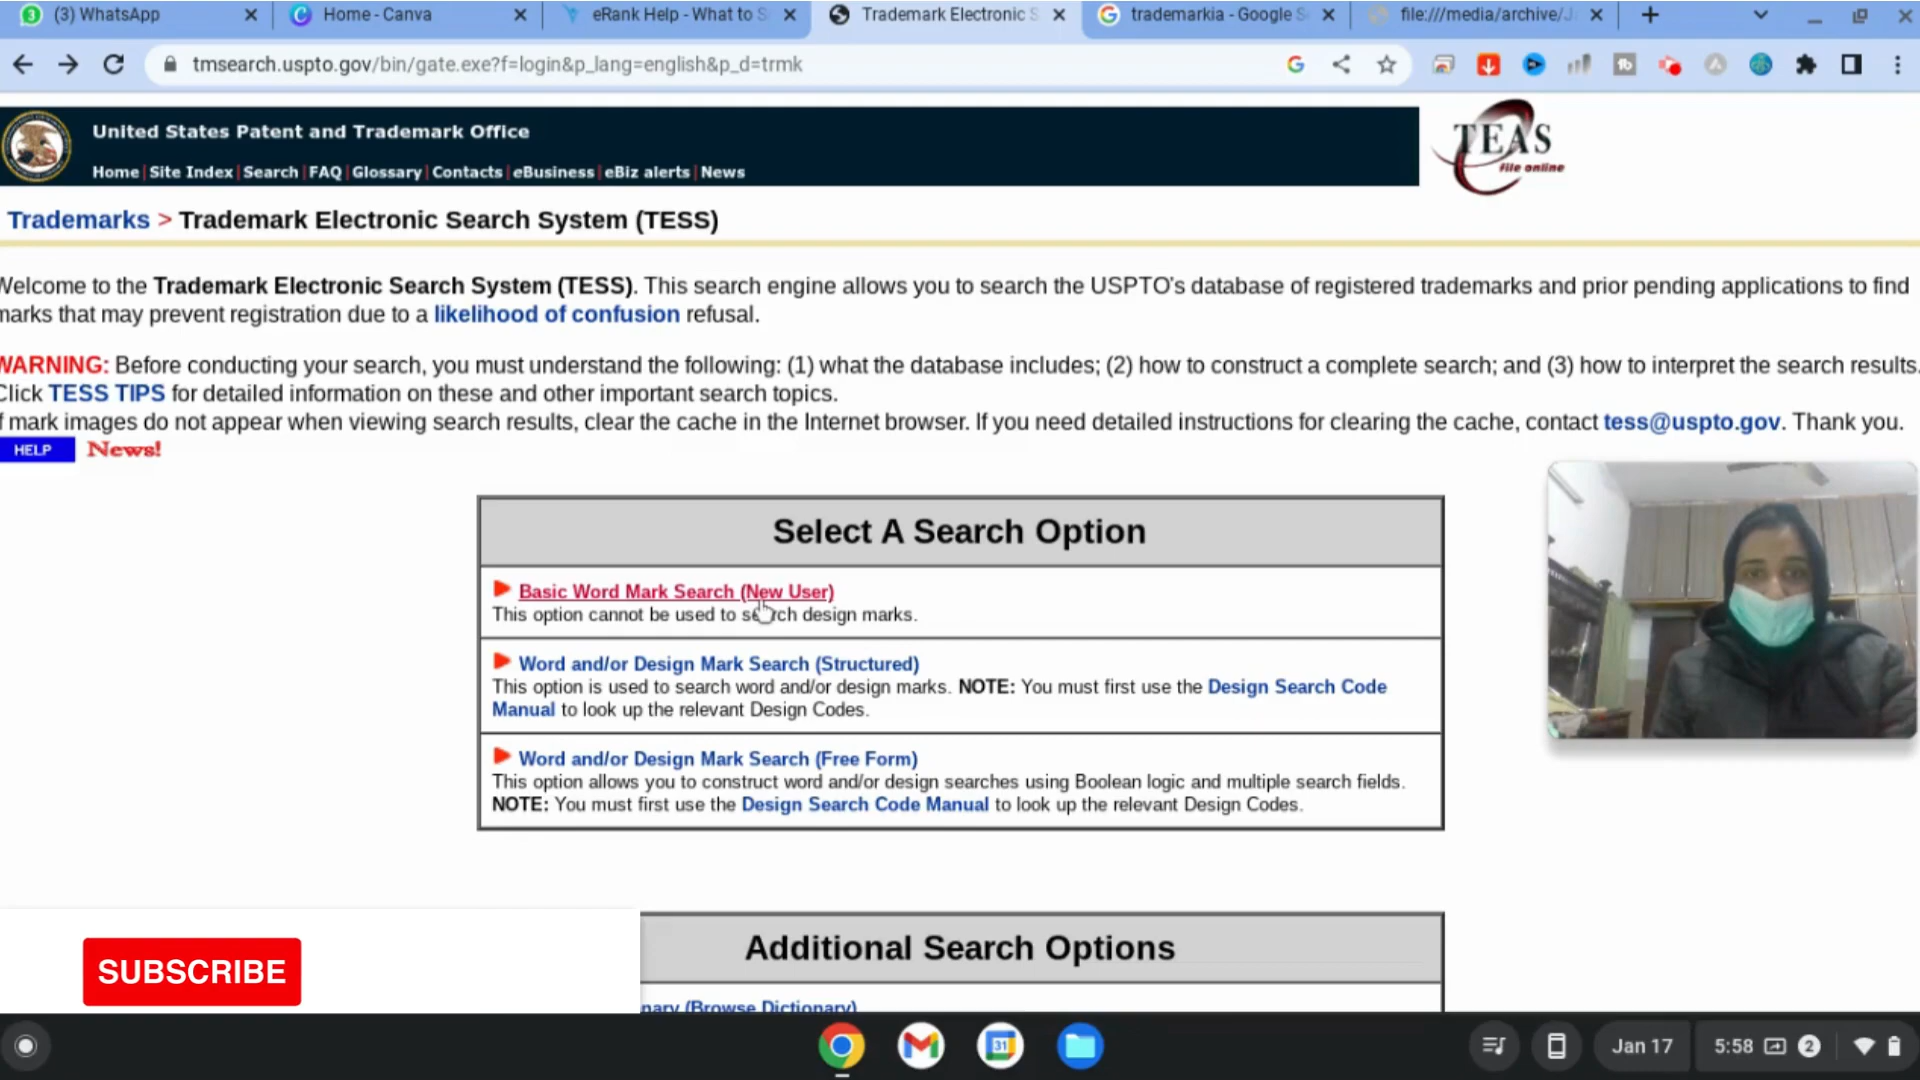 (3) WhatsApp
Home - Canva
eRank Help - What to S
Trademark Electronic S
trademarkia - Google S
file:///media/archive/J
tmsearch.uspto.gov/bin/gate.exe?f=login&p_lang=english&p_d=trmk
United States Patent and Trademark Office
Home | Site Index | Search | FAQ | Glossary | Contacts | eBusiness | eBiz alerts | News
TEAS
file online
Trademarks > Trademark Electronic Search System (TESS)
Welcome to the Trademark Electronic Search System (TESS). This search engine allows you to search the USPTO's database of registered trademarks and prior pending applications to find
marks that may prevent registration due to a likelihood of confusion refusal.
WARNING: Before conducting your search, you must understand the following: (1) what the database includes; (2) how to construct a complete search; and (3) how to interpret the search results.
Click TESS TIPS for detailed information on these and other important search topics.
If mark images do not appear when viewing search results, clear the cache in the Internet browser. If you need detailed instructions for clearing the cache, contact tess@uspto.gov. Thank you.
HELP News!
Select A Search Option
Basic Word Mark Search (New User)
This option cannot be used to search design marks.
Word and/or Design Mark Search (Structured)
This option is used to search word and/or design marks. NOTE: You must first use the Design Search Code
Manual to look up the relevant Design Codes.
Word and/or Design Mark Search (Free Form)
This option allows you to construct word and/or design searches using Boolean logic and multiple search fields.
NOTE: You must first use the Design Search Code Manual to look up the relevant Design Codes.
Additional Search Options
nary (Browse Dictionary)
SUBSCRIBE
31
Jan 17
5:58
2